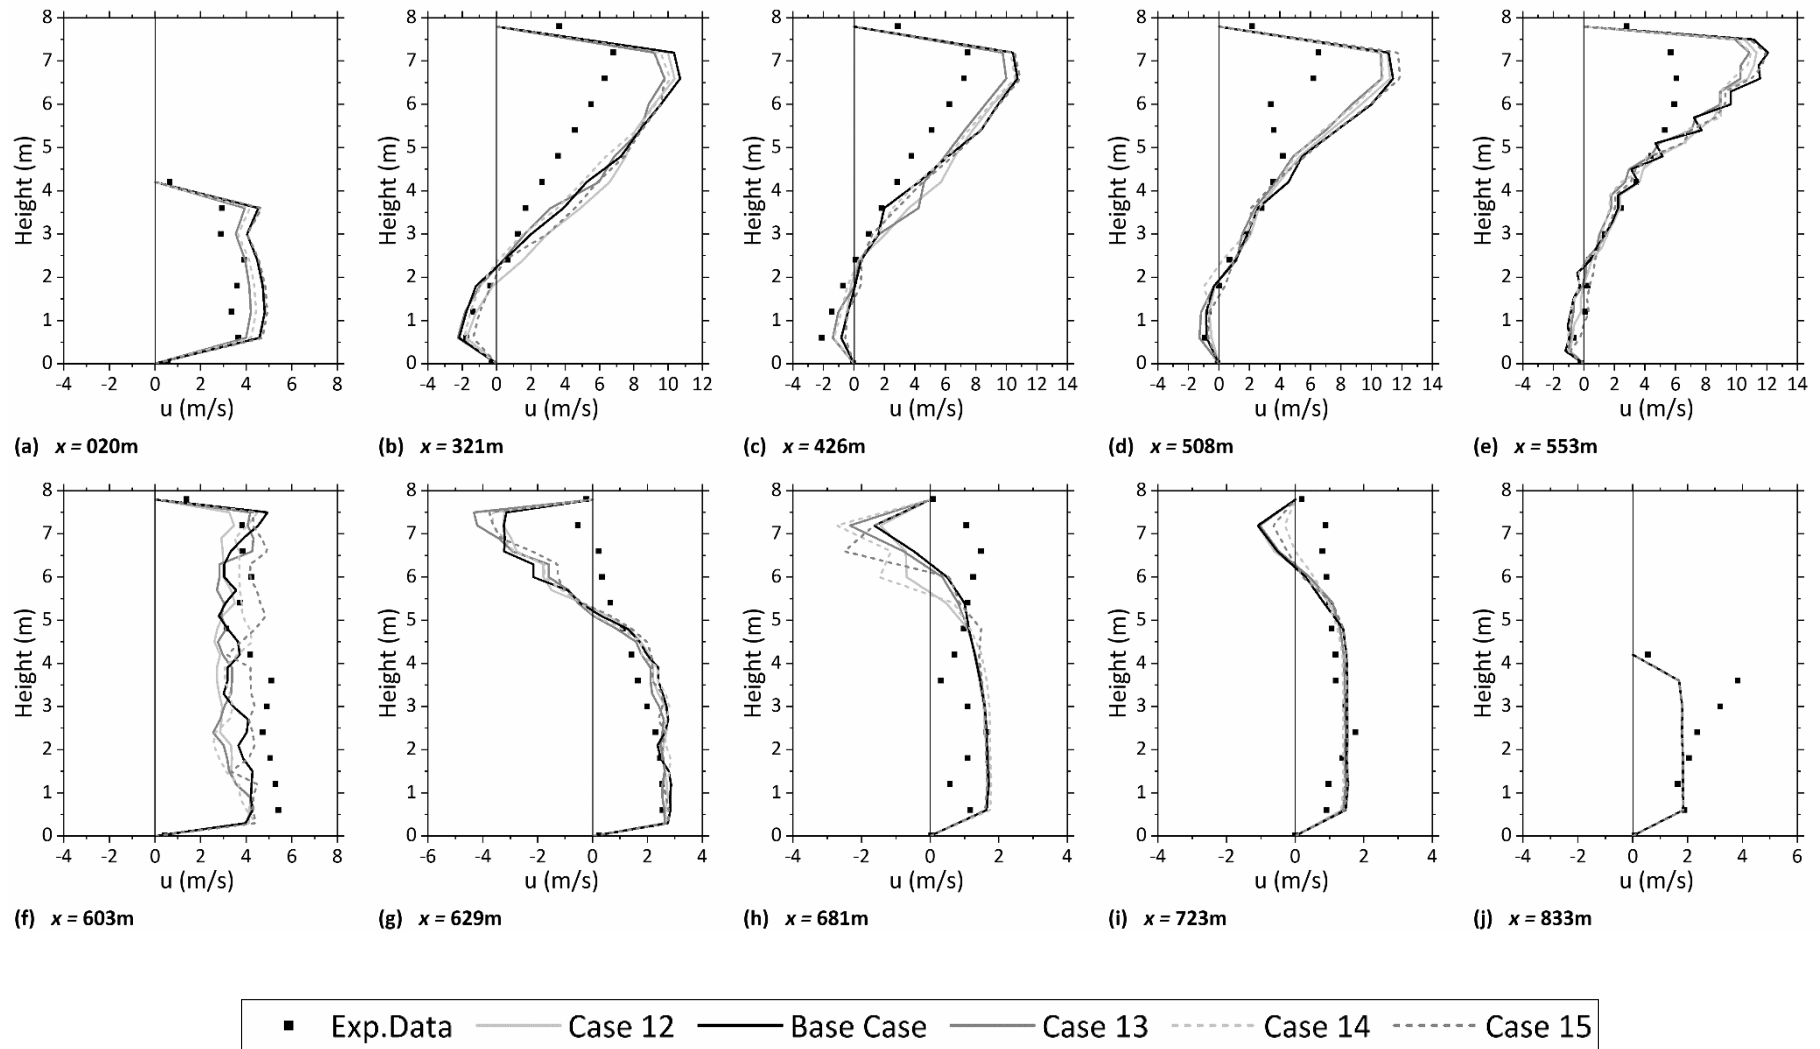 8
7
6
5
4
3
2
1
0
Height (m)
-4 -2 0 2 4 6 8
u (m/s)
(a) x = 020m
8
7
6
5
4
3
2
1
0
Height (m)
-4 -2 0 2 4 6 8 10 12
u (m/s)
(b) x = 321m
8
7
6
5
4
3
2
1
0
Height (m)
-4 -2 0 2 4 6 8 10 12 14
u (m/s)
(c) x = 426m
8
7
6
5
4
3
2
1
0
Height (m)
-4 -2 0 2 4 6 8 10 12 14
u (m/s)
(d) x = 508m
8
7
6
5
4
3
2
1
0
Height (m)
-4 -2 0 2 4 6 8 10 12 14
u (m/s)
(e) x = 553m
8
7
6
5
4
3
2
1
0
Height (m)
-4 -2 0 2 4 6 8
u (m/s)
(f) x = 603m
8
7
6
5
4
3
2
1
0
Height (m)
-6 -4 -2 0 2 4
u (m/s)
(g) x = 629m
8
7
6
5
4
3
2
1
0
Height (m)
-4 -2 0 2 4
u (m/s)
(h) x = 681m
8
7
6
5
4
3
2
1
0
Height (m)
-4 -2 0 2 4
u (m/s)
(i) x = 723m
8
7
6
5
4
3
2
1
0
Height (m)
-4 -2 0 2 4 6
u (m/s)
(j) x = 833m
Exp.Data Case 12 Base Case Case 13 Case 14 Case 15